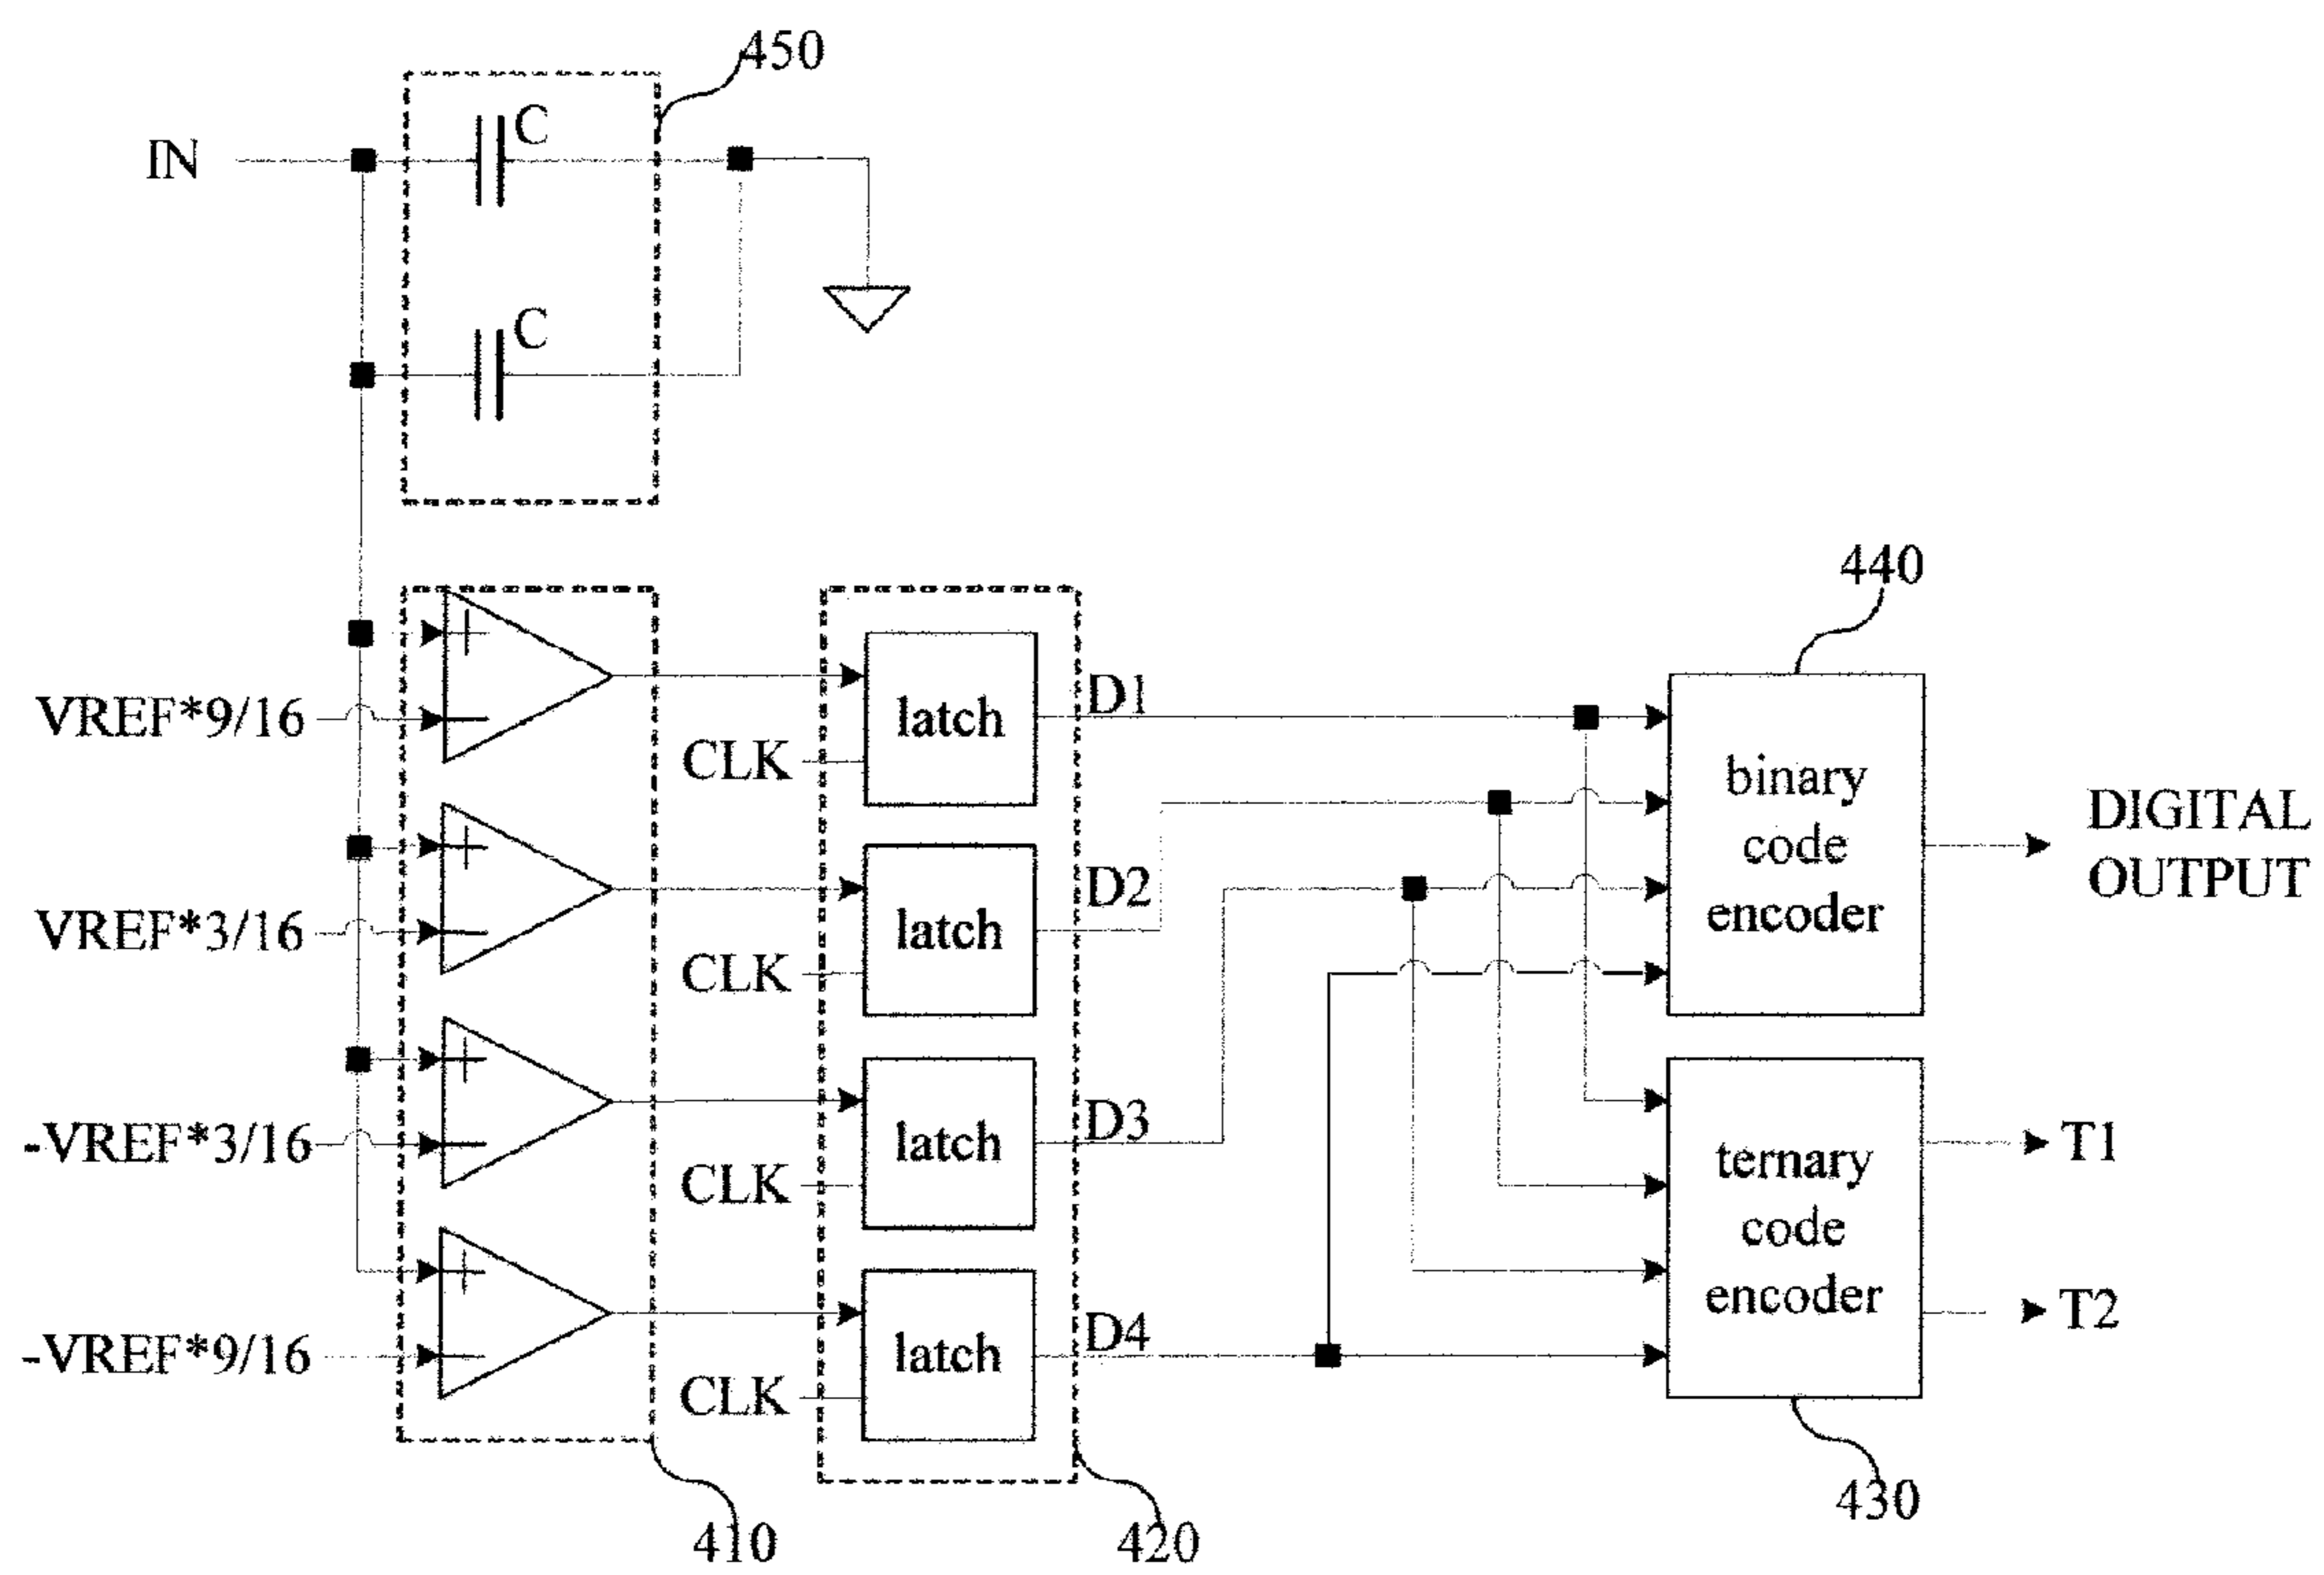 450
C
IN
C
440
VREF*9/16
latch
D1
CLK
binary
code
encoder
DIGITAL
OUTPUT
VREF*3/16
latch
D2
CLK
-VREF*3/16
latch
D3
CLK
ternary
code
encoder
T1
T2
-VREF*9/16
latch
D4
CLK
430
410
420